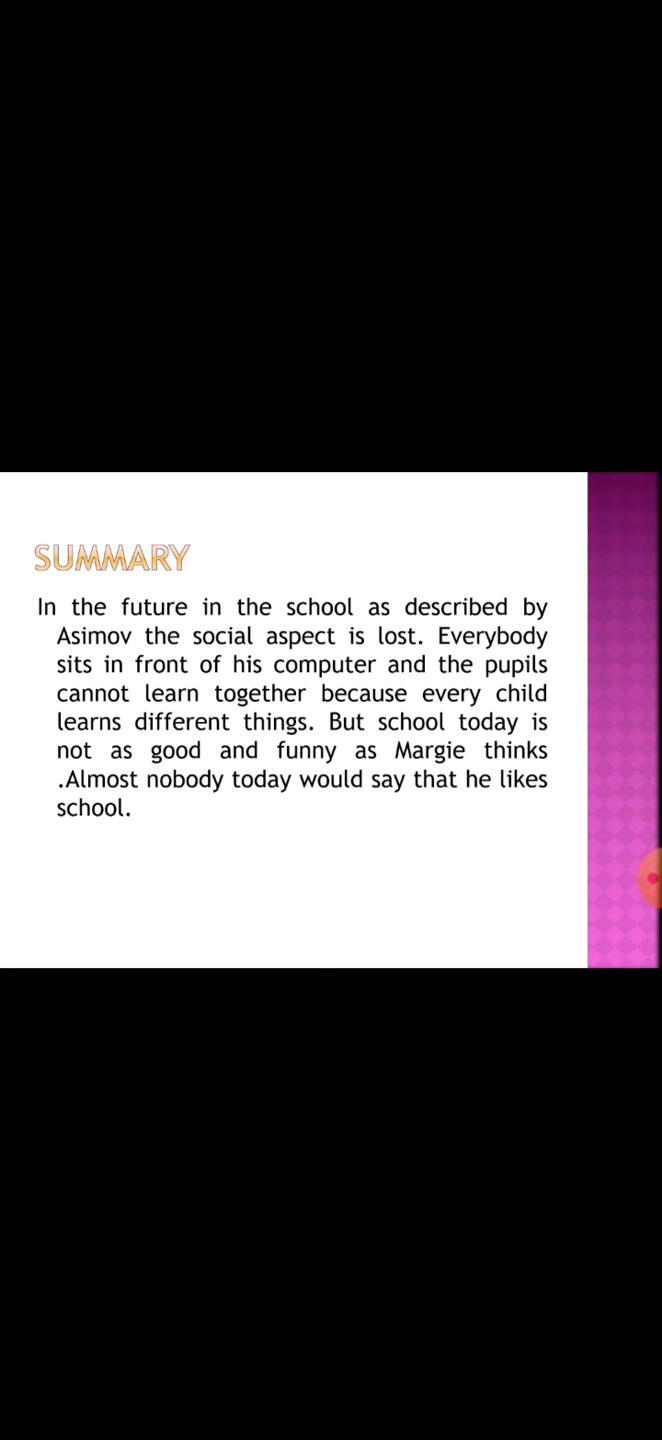 SUMMARY
In the future in the school as described by
Asimov the social aspect is lost. Everybody
sits in front of his computer and the pupils
cannot learn together because every child
learns different things. But school today is
not as good and funny as Margie thinks
.Almost nobody today would say that he likes
school.